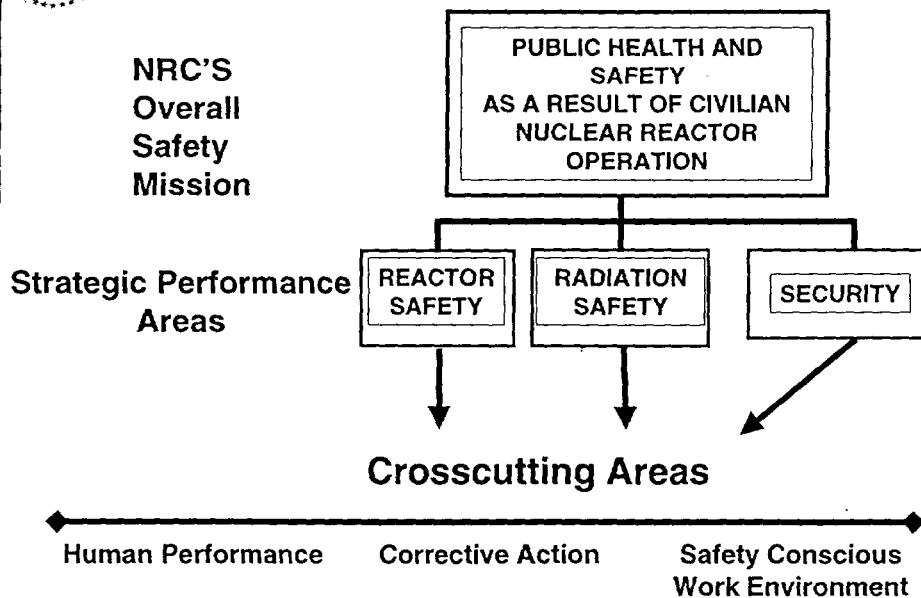 NRC'S
Overall
Safety
Mission
PUBLIC HEALTH AND
SAFETY
AS A RESULT OF CIVILIAN
NUCLEAR REACTOR
OPERATION
Strategic Performance
Areas
REACTOR
SAFETY
RADIATION
SAFETY
SECURITY
Crosscutting Areas
Human Performance
Corrective Action
Safety Conscious
Work Environment